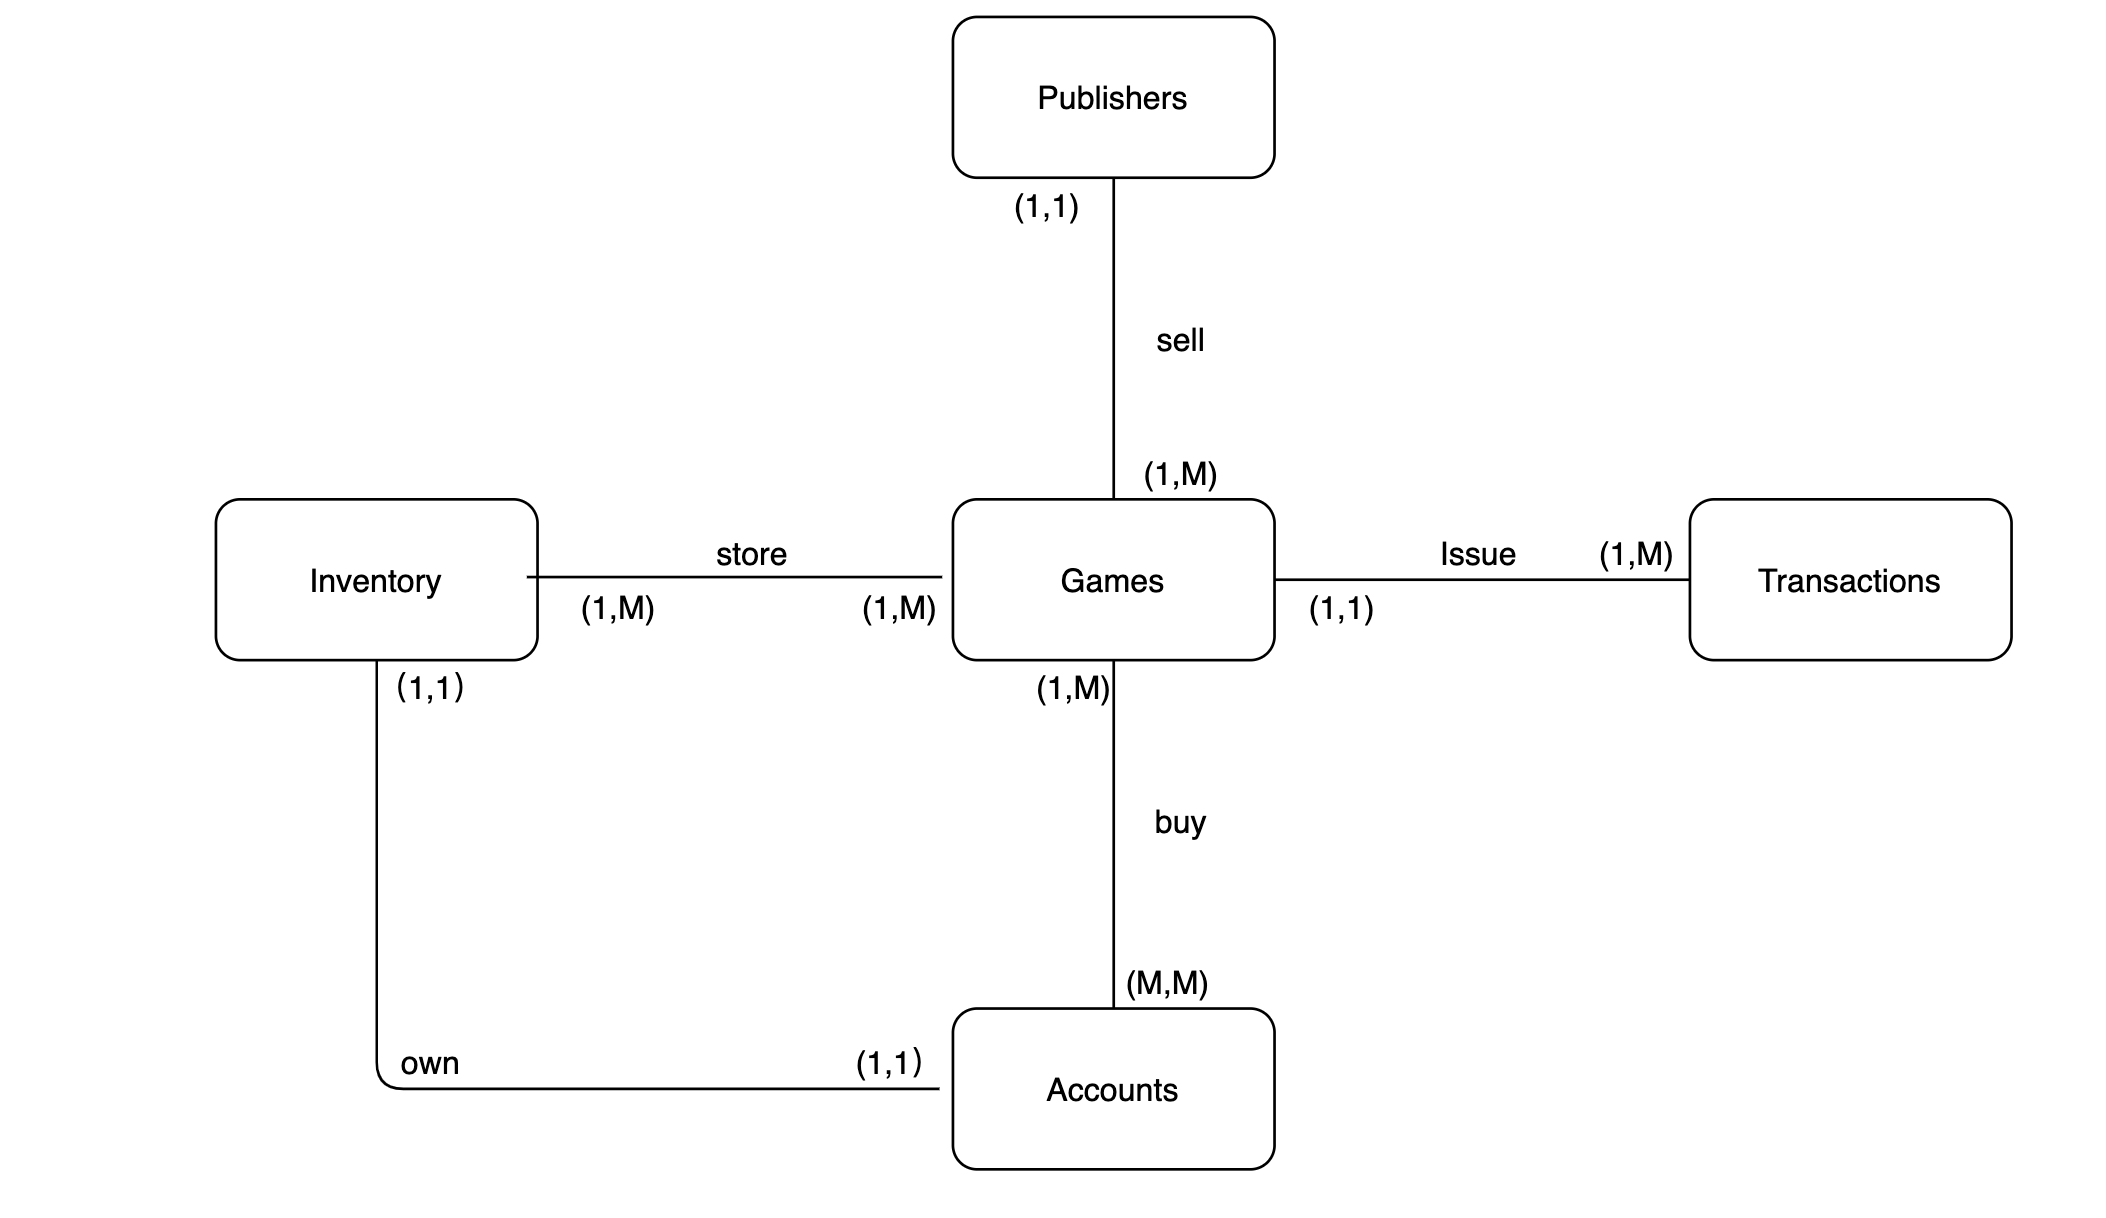 Publishers
(1,1)
sell
(1,M)
Inventory
store
(1,M)
(1,M)
Games
Issue
(1,M)
(1,1)
Transactions
(1,1)
(1,M)
buy
(M,M)
own
(1,1)
Accounts